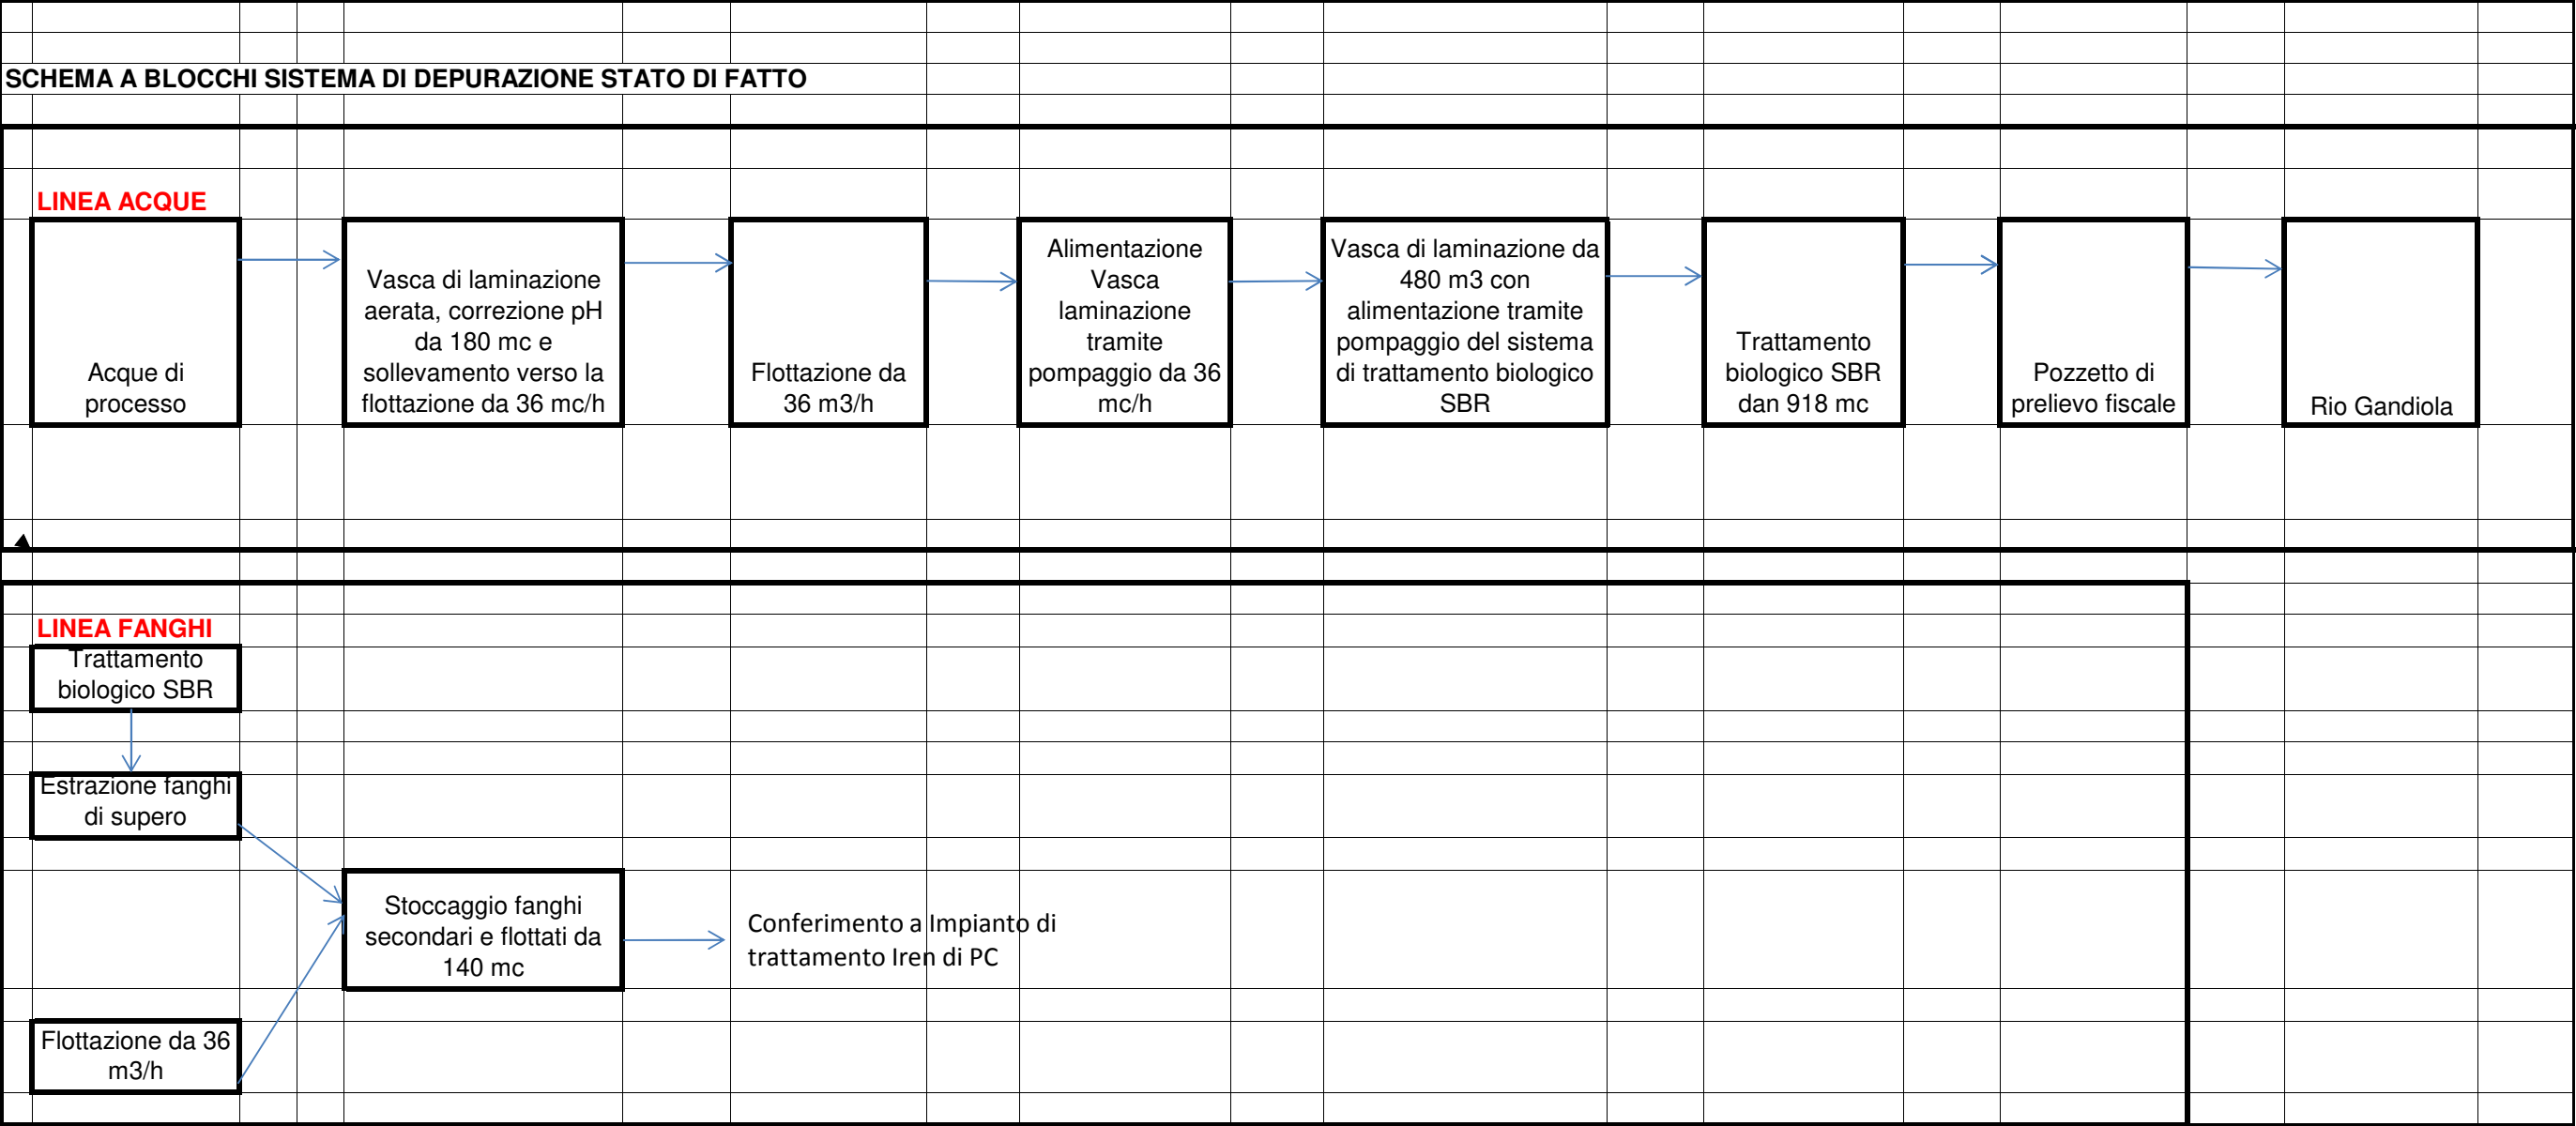 SCHEMA A BLOCCHI SISTEMA DI DEPURAZIONE STATO DI FATTO
LINEA ACQUE
Acque di
processo
Vasca di laminazione
aerata, correzione pH
da 180 mc e
sollevamento verso la
flottazione da 36 mc/h
Flottazione da
36 m3/h
Alimentazione
Vasca
laminazione
tramite
pompaggio da 36
mc/h
Vasca di laminazione da
480 m3 con
alimentazione tramite
pompaggio del sistema
di trattamento biologico
SBR
Trattamento
biologico SBR
dan 918 mc
Pozzetto di
prelievo fiscale
Rio Gandiola
LINEA FANGHI
Trattamento
biologico SBR
Estrazione fanghi
di supero
Stoccaggio fanghi
secondari e flottati da
140 mc
Conferimento a Impianto di
trattamento Iren di PC
Flottazione da 36
m3/h